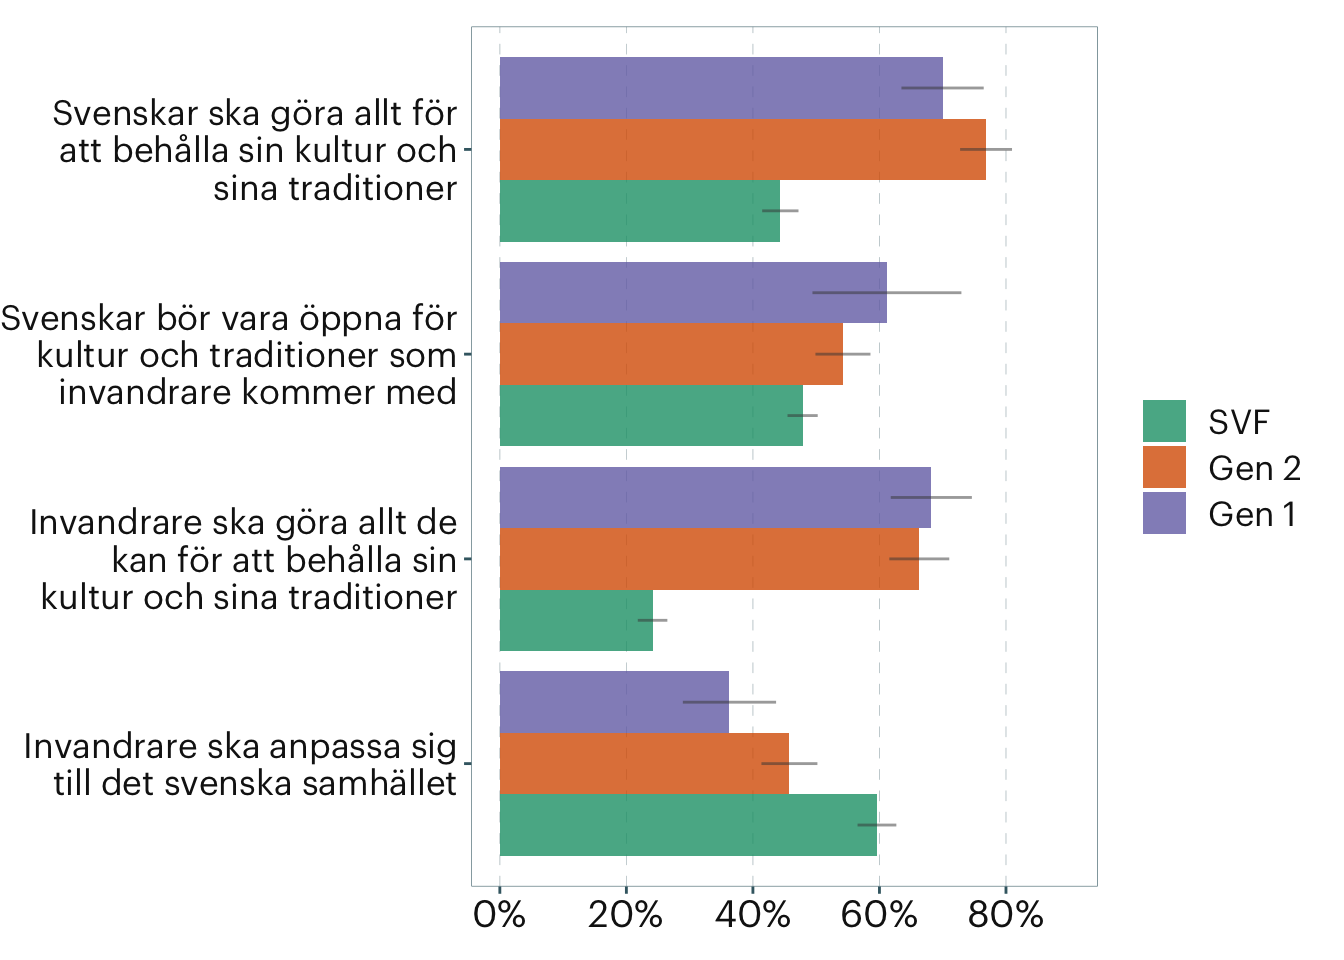 Svenskar ska göra allt för
att behålla sin kultur och
sina traditioner
Svenskar bör vara öppna för
kultur och traditioner som
invandrare kommer med
Invandrare ska göra allt de
kan för att behålla sin
kultur och sina traditioner
Invandrare ska anpassa sig
till det svenska samhället
0% 20% 40% 60% 80%
SVF
Gen 2
Gen 1